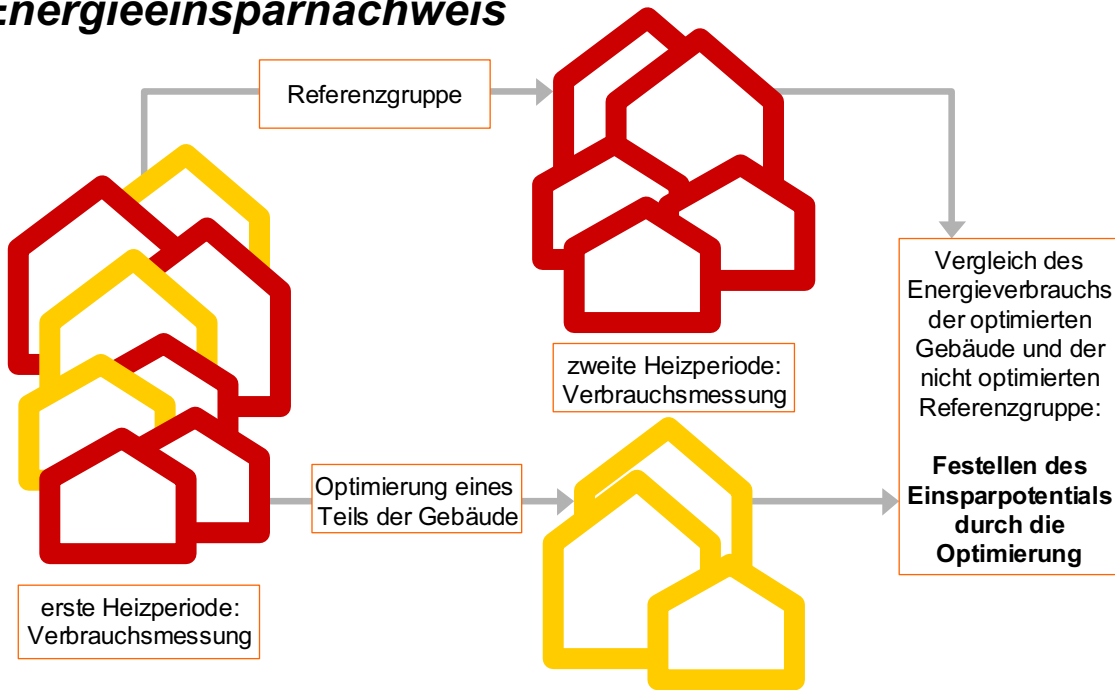 Energieeinsparnachweis
Referenzgruppe
zweite Heizperiode:
Verbrauchsmessung
Optimierung eines
Teils der Gebäude
erste Heizperiode:
Verbrauchsmessung
Vergleich des
Energieverbrauchs
der optimierten
Gebäude und der
nicht optimierten
Referenzgruppe:
Festellen des
Einsparpotentials
durch die
Optimierung